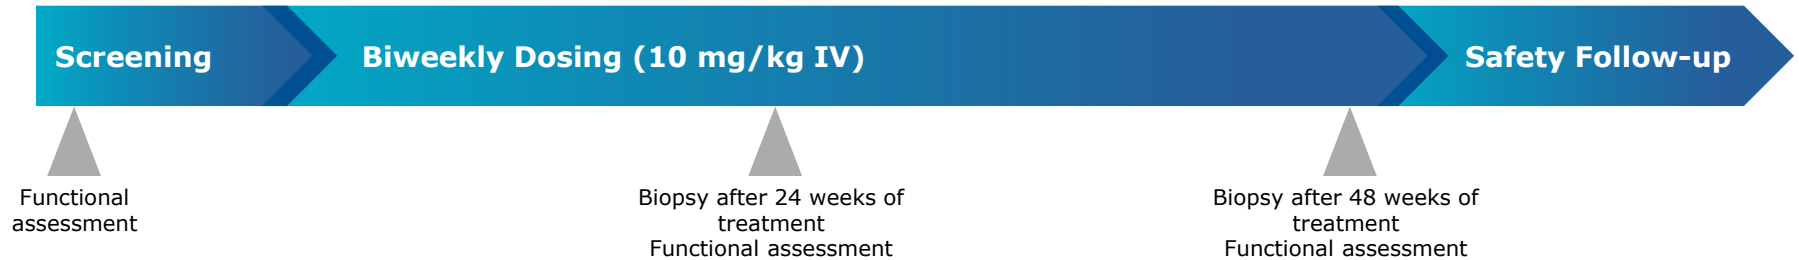 Screening
Biweekly Dosing (10 mg/kg IV)
Safety Follow-up
Functional
assessment
Biopsy after 24 weeks of
treatment
Functional assessment
Biopsy after 48 weeks of
treatment
Functional assessment